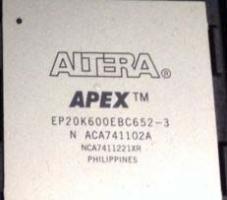 ALTERA®
APEX™
EP20K600EBC652-3
N ACA741102A
NCA7411221XR
PHILIPPINES